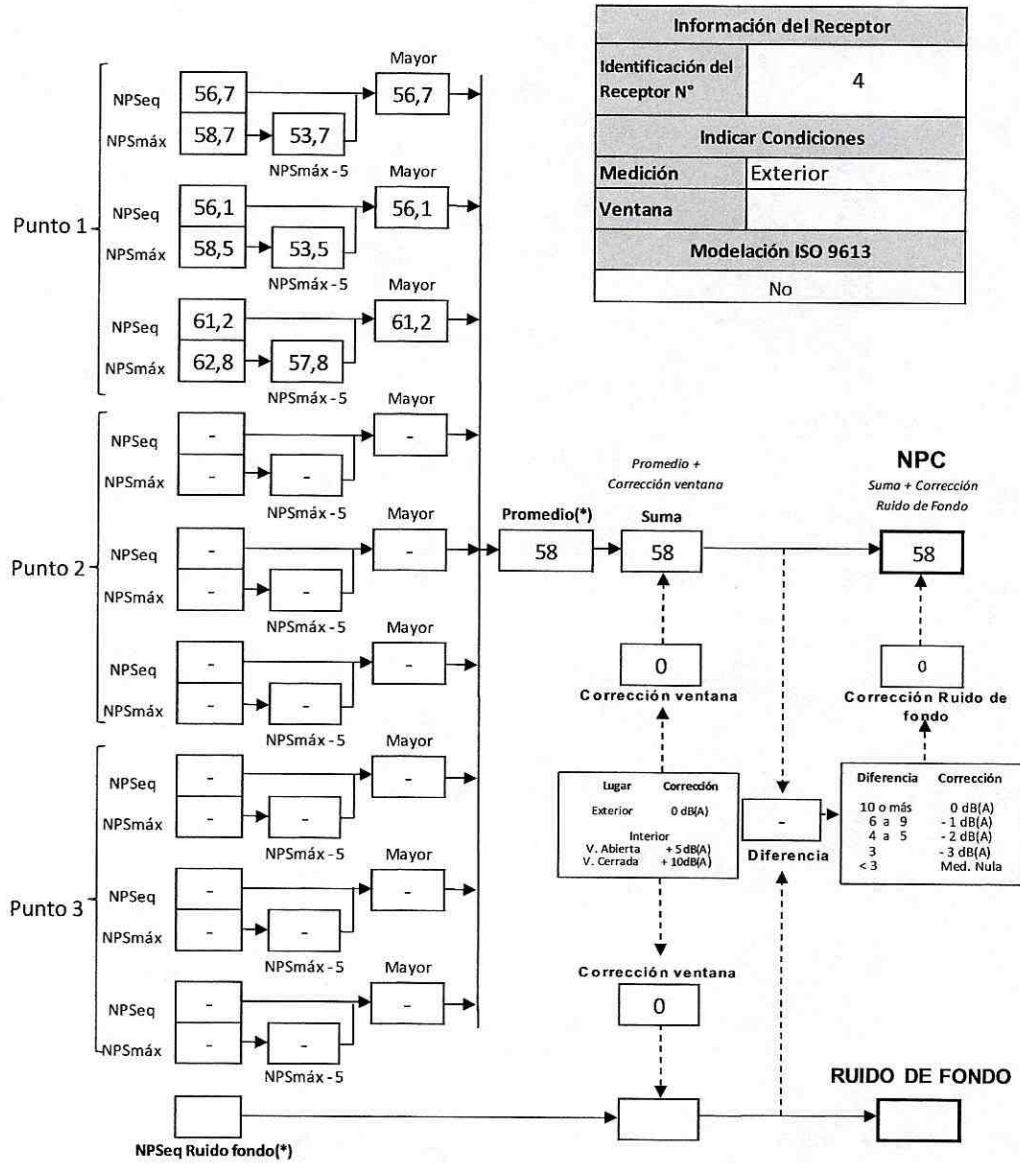 Información del Receptor
Identificación del Receptor N° 4
Indicar Condiciones
Medición Exterior
Ventana
Modelación ISO 9613
No
Punto 1
Mayor
NPSeq 56,7 56,7
NPSmáx 58,7 53,7
NPSmáx - 5
Mayor
NPSeq 56,1 56,1
NPSmáx 58,5 53,5
NPSmáx - 5
Mayor
NPSeq 61,2 61,2
NPSmáx 62,8 57,8
NPSmáx - 5
Punto 2
Mayor
NPSeq - -
NPSmáx - -
NPSmáx - 5
Mayor
NPSeq - -
NPSmáx - -
NPSmáx - 5
Mayor
NPSeq - -
NPSmáx - -
NPSmáx - 5
Punto 3
Mayor
NPSeq - -
NPSmáx - -
NPSmáx - 5
Mayor
NPSeq - -
NPSmáx - -
NPSmáx - 5
Mayor
NPSeq - -
NPSmáx - -
NPSmáx - 5
NPSeq Ruido fondo(*)
Promedio(*)
58
Promedio +
Corrección ventana
Suma
58
0
Corrección ventana
Lugar Corrección
Exterior 0 dB(A)
Interior
V. Abierta + 5dB(A)
V. Cerrada + 10dB(A)
Corrección ventana
0
-
Diferencia
NPC
Suma + Corrección
Ruido de Fondo
58
0
Corrección Ruido de
fondo
Diferencia Corrección
10 o más 0 dB(A)
6 a 9 - 1 dB(A)
4 a 5 - 2 dB(A)
3 - 3 dB(A)
< 3 Med. Nula
RUIDO DE FONDO